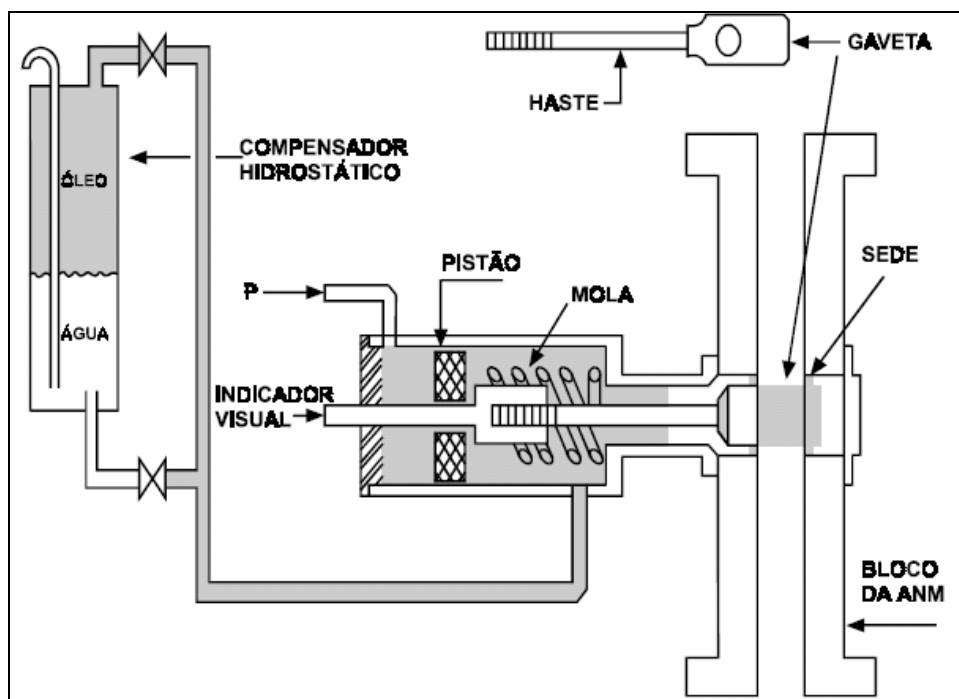 GAVETA
HASTE
COMPENSADOR
HIDROSTÁTICO
ÓLEO
SEDE
PISTÃO
MOLA
P
ÁGUA
INDICADOR
VISUAL
BLOCO
DA ANM